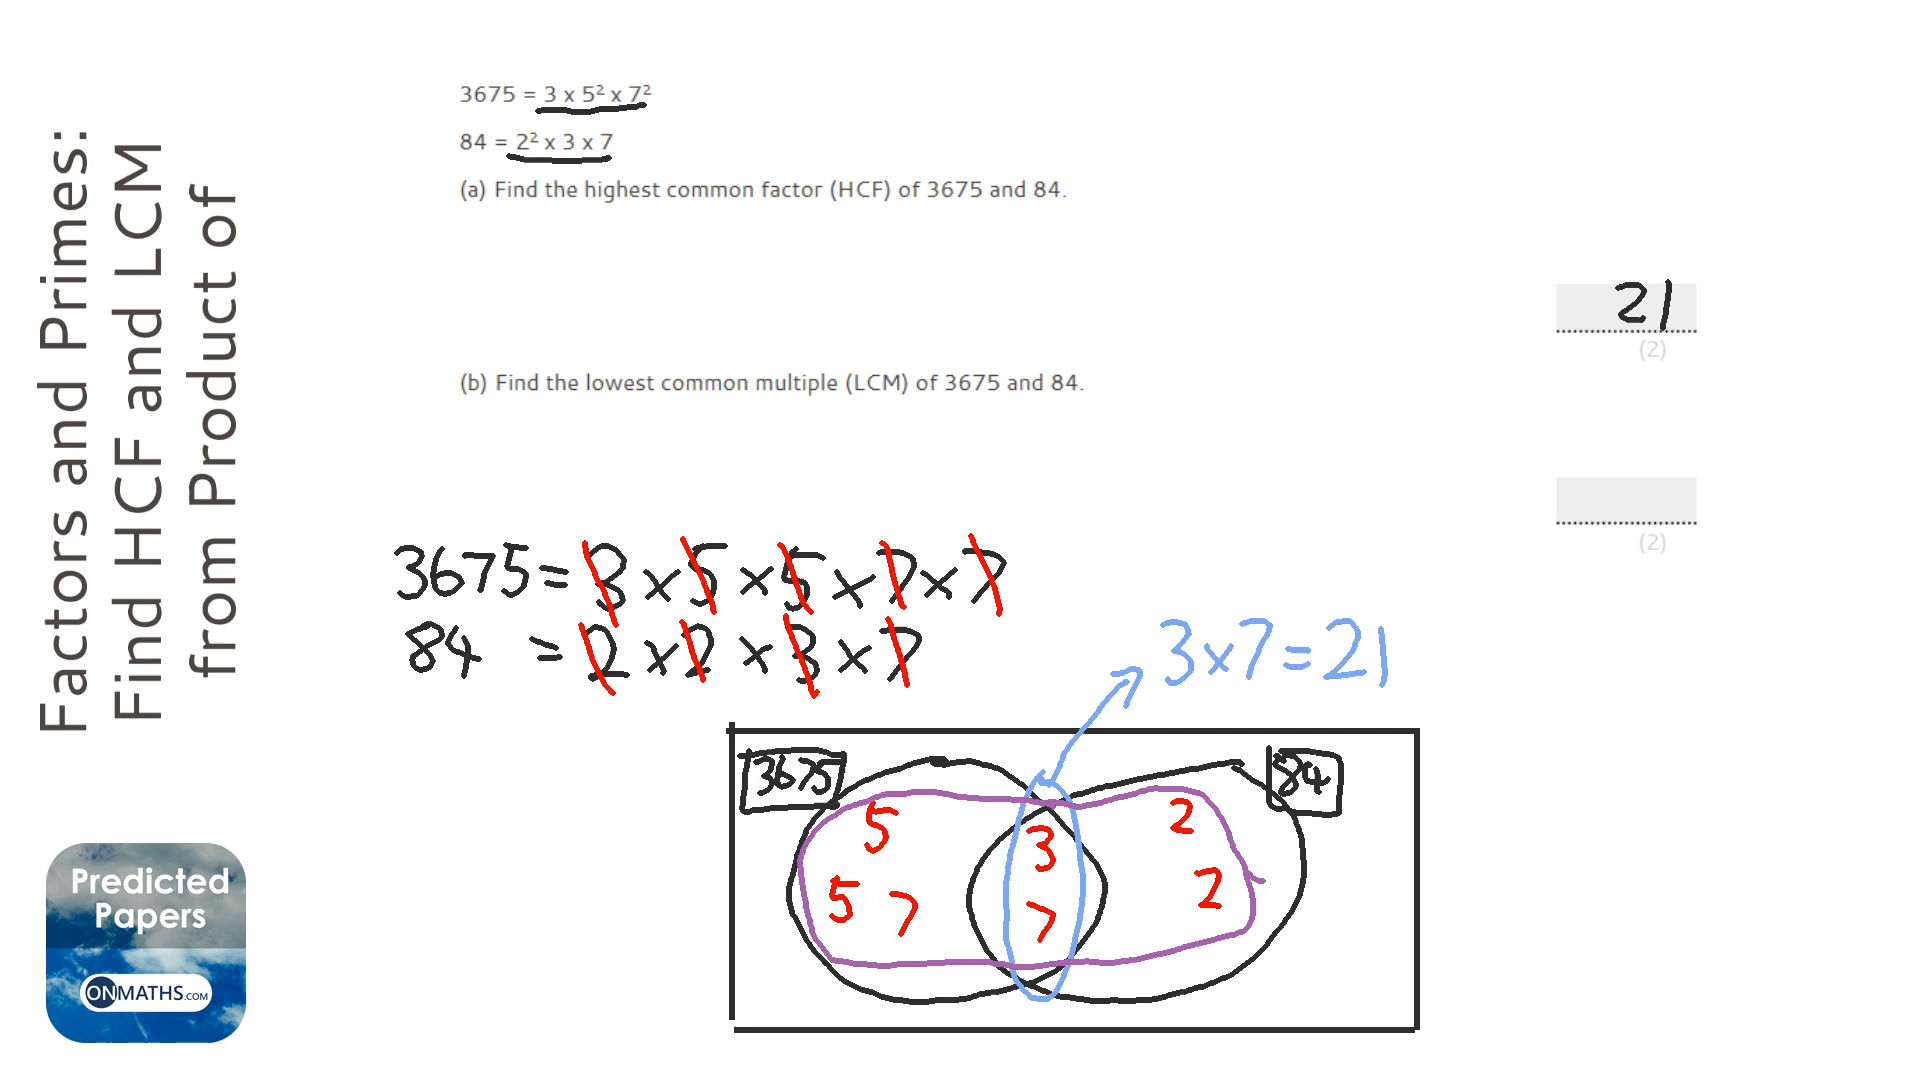 Factors and Primes:
Find HCF and LCM
from Product of
3675 = 3 x 5² x 7²
84 = 2² x 3 x 7
(a) Find the highest common factor (HCF) of 3675 and 84.
21
(2)
(b) Find the lowest common multiple (LCM) of 3675 and 84.
(2)
3675 = 3 × 5 × 5 × 7 × 7
84 = 2 × 2 × 3 × 7
3 × 7 = 21
3675
84
5
3
2
5 7
7
2
Predicted
Papers
ONMATHS.COM